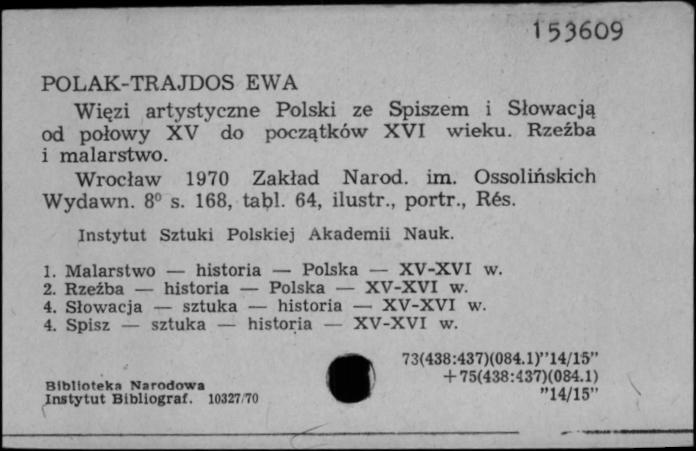 153609
POLAK-TRAJDOS EWA
Więzi artystyczne Polski ze Spiszem i Słowacją
od połowy XV do początków XVI wieku. Rzeźba
i malarstwo.
Wrocław 1970 Zakład Narod. im. Ossolińskich
Wydawn. 8⁰ s. 168, tabl. 64, ilustr., portr., Rés.
Instytut Sztuki Polskiej Akademii Nauk.
1. Malarstwo — historia — Polska — XV-XVI w.
2. Rzeźba — historia — Polska — XV-XVI w.
4. Słowacja — sztuka — historia — XV-XVI w.
4. Spisz — sztuka — historia — XV-XVI w.
73(438:437)(084.1)"14/15"
+75(438:437)(084.1)
"14/15"
Biblioteka Narodowa
Instytut Bibliograf. 10327/70